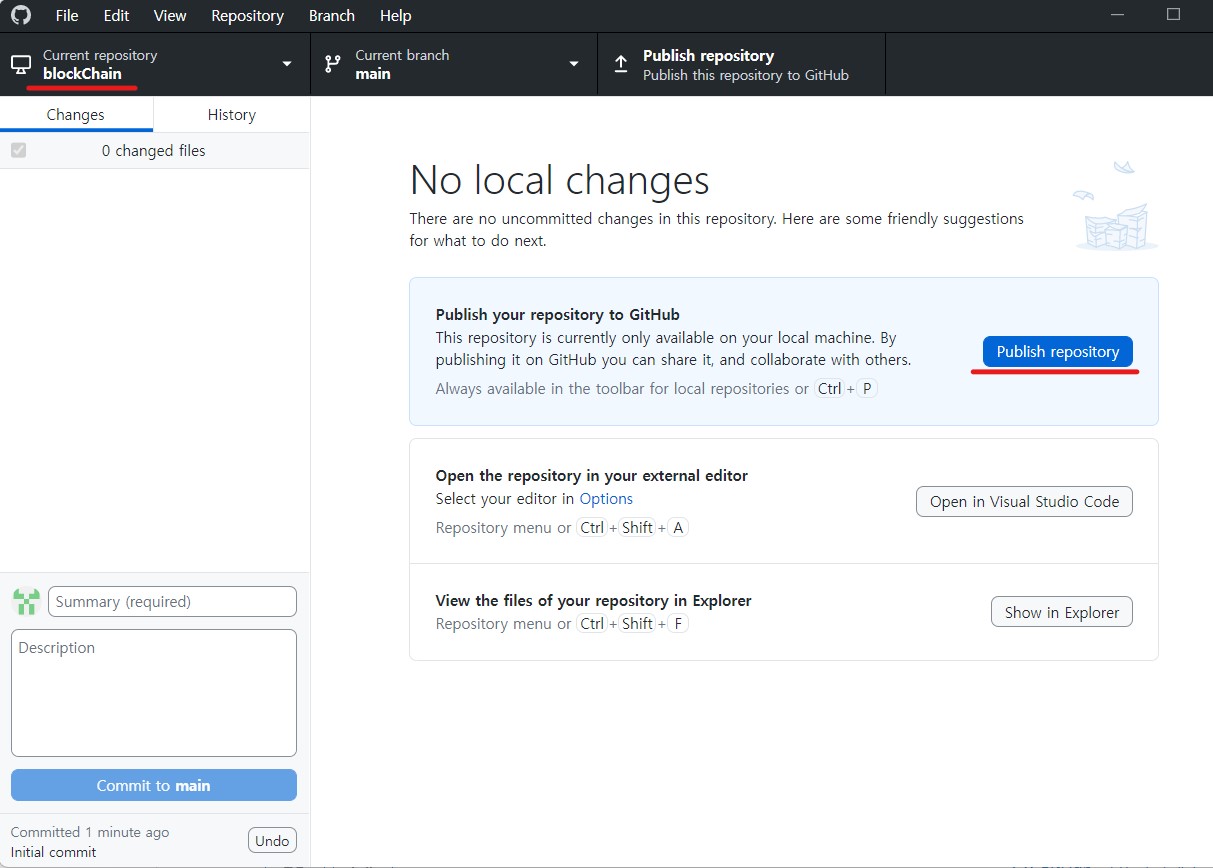 File Edit View Repository Branch Help
Current repository
blockChain
Current branch
main
Publish repository
Publish this repository to GitHub
Changes History
0 changed files
No local changes
There are no uncommitted changes in this repository. Here are some friendly suggestions
for what to do next.
Publish your repository to GitHub
This repository is currently only available on your local machine. By
publishing it on GitHub you can share it, and collaborate with others.
Always available in the toolbar for local repositories or Ctrl + P
Publish repository
Open the repository in your external editor
Select your editor in Options
Repository menu or Ctrl + Shift + A
Open in Visual Studio Code
View the files of your repository in Explorer
Repository menu or Ctrl + Shift + F
Show in Explorer
Summary (required)
Description
Commit to main
Committed 1 minute ago
Initial commit
Undo